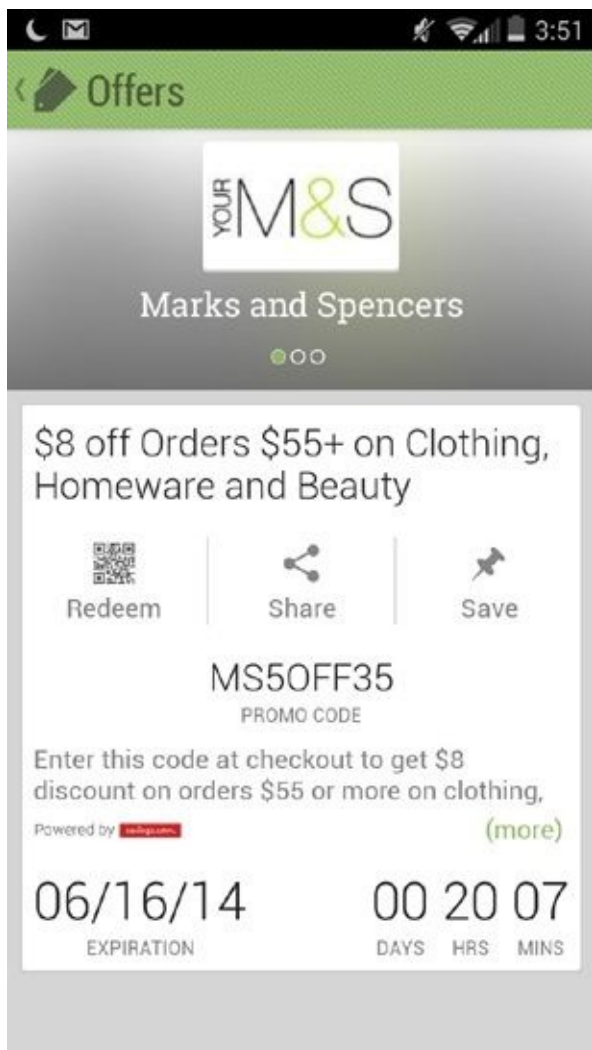 3:51
Offers
YOUR M&S
Marks and Spencers
$8 off Orders $55+ on Clothing,
Homeware and Beauty
Redeem Share Save
MS5OFF35
PROMO CODE
Enter this code at checkout to get $8
discount on orders $55 or more on clothing,
Powered by
(more)
06/16/14 00 20 07
EXPIRATION DAYS HRS MINS